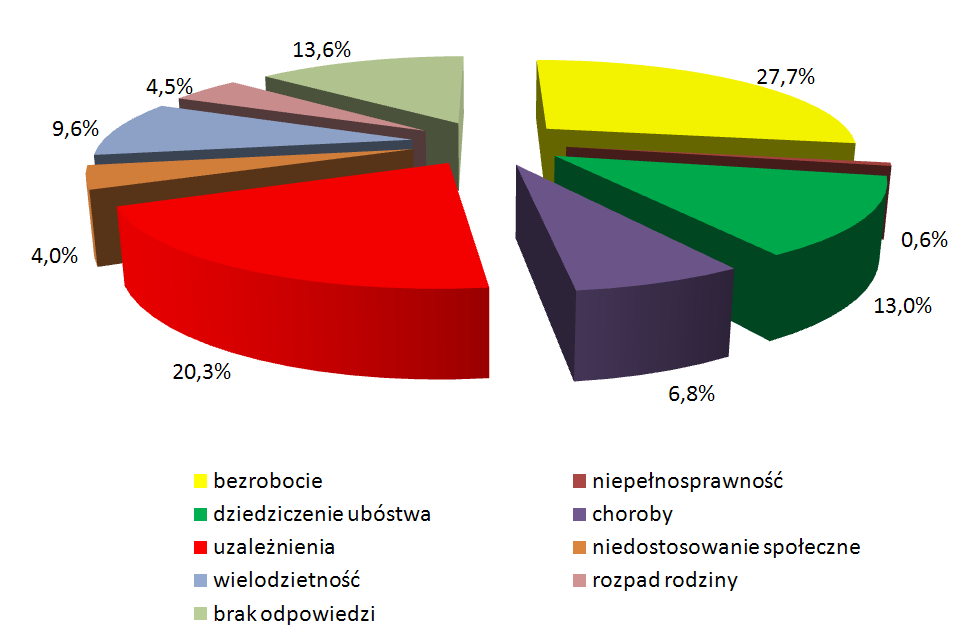 13,6%
27,7%
4,5%
9,6%
0,6%
4,0%
13,0%
20,3%
6,8%
bezrobocie
niepełnosprawność
dziedziczenie ubóstwa
choroby
uzależnienia
niedostosowanie społeczne
wielodzietność
rozpad rodziny
brak odpowiedzi